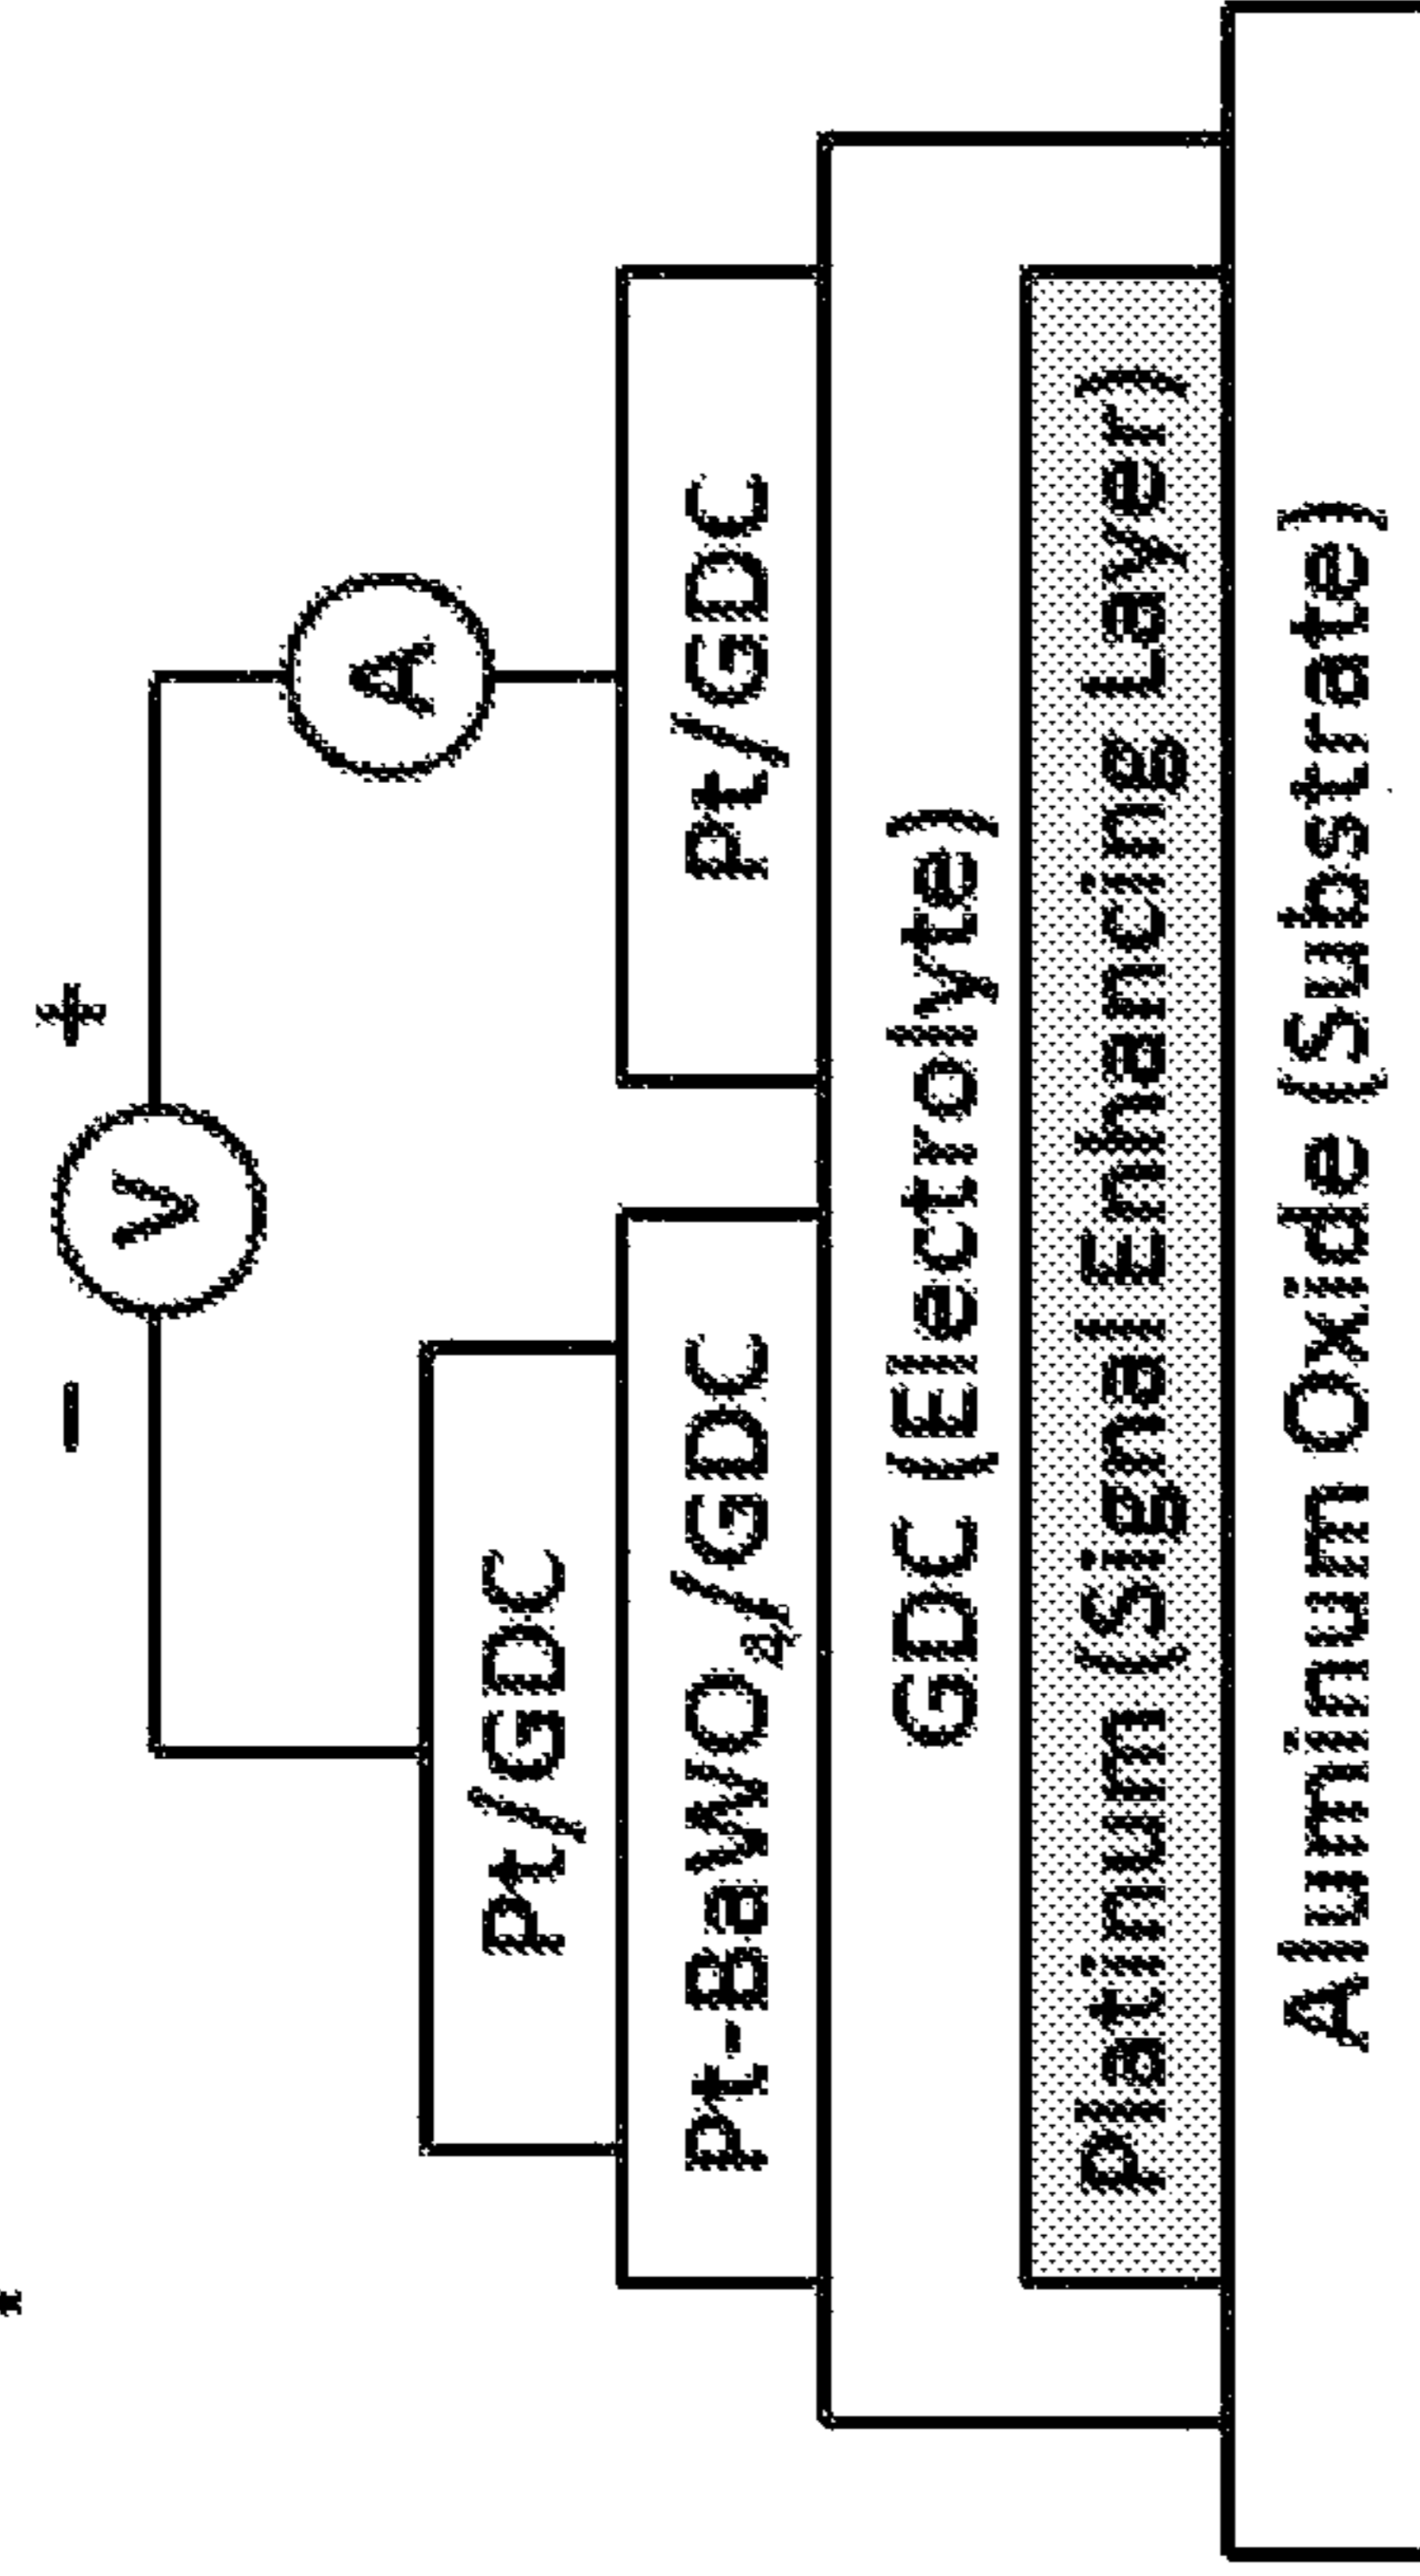 - V +
A
Pt/GDC
Pt-BaWO₄/GDC
Pt/GDC
GDC (Electrolyte)
Platinum (Signal Enhancing Layer)
Aluminum Oxide (Substrate)